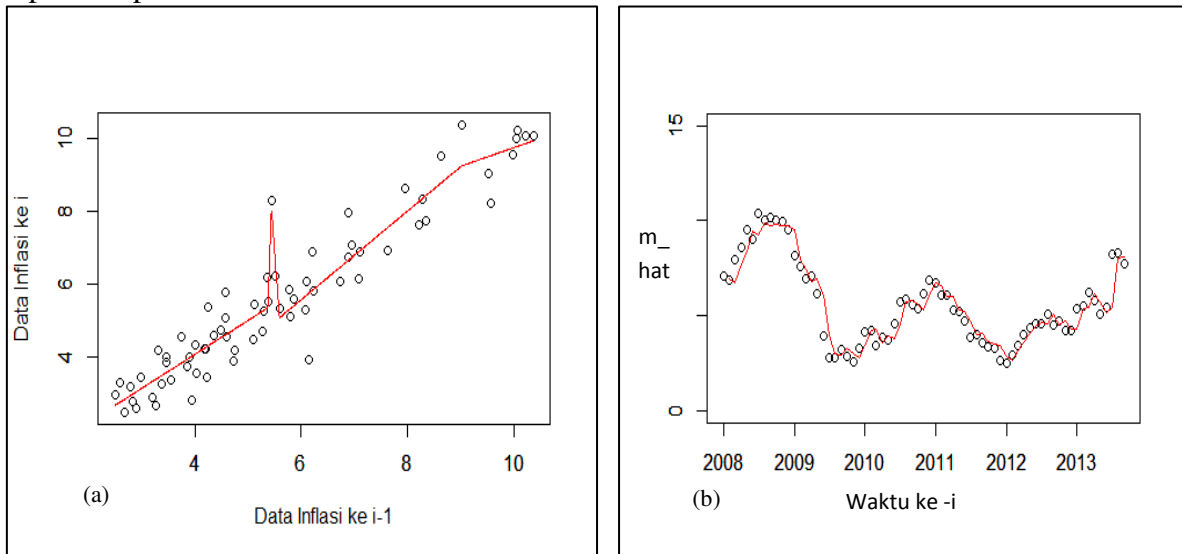 10
8
6
4
Data Inflasi ke i
4 6 8 10
(a)
Data Inflasi ke i-1
15
m_
hat
0
2008 2009 2010 2011 2012 2013
(b)
Waktu ke -i